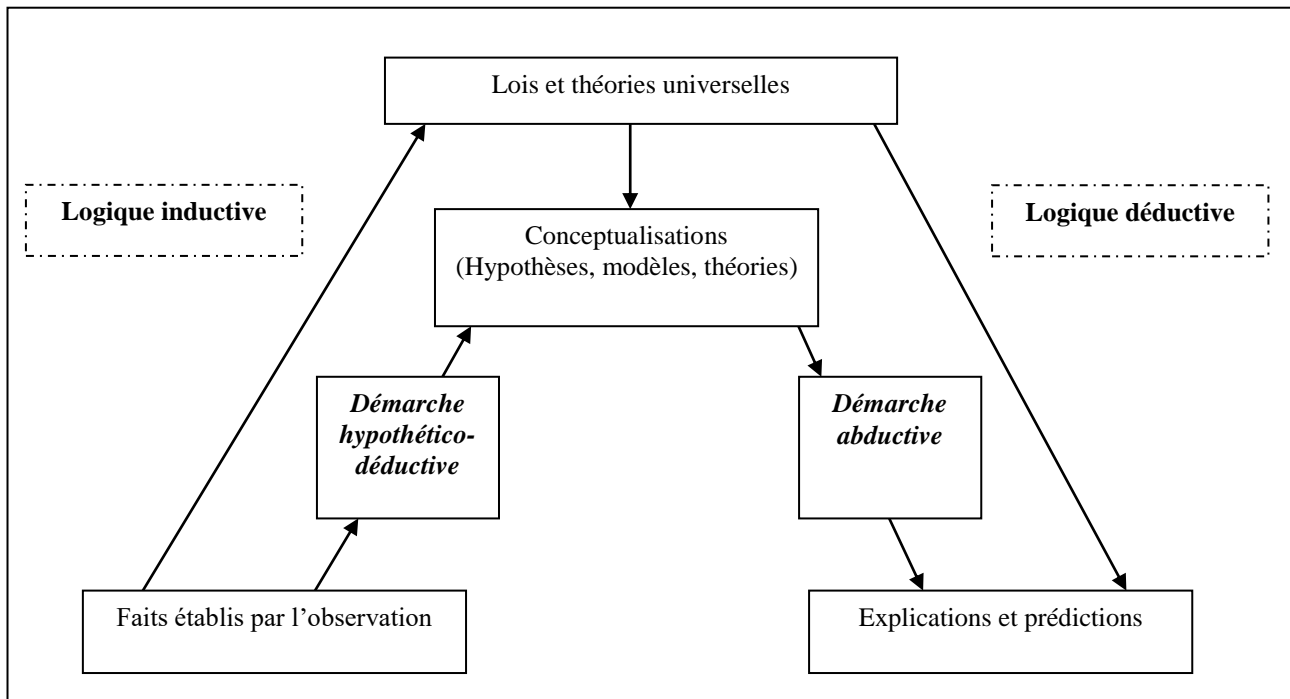 Lois et théories universelles
Logique inductive
Logique déductive
Conceptualisations
(Hypothèses, modèles, théories)
Démarche
hypothético-
déductive
Démarche
abductive
Faits établis par l’observation
Explications et prédictions